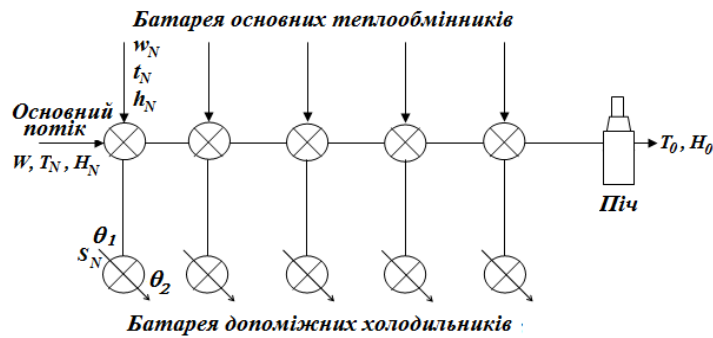 Батарея основних теплообмінників
w_N
t_N
h_N
Основний
потік
W, T_N , H_N
T_0 , H_0
Піч
θ_1
S_N
θ_2
Батарея допоміжних холодильників